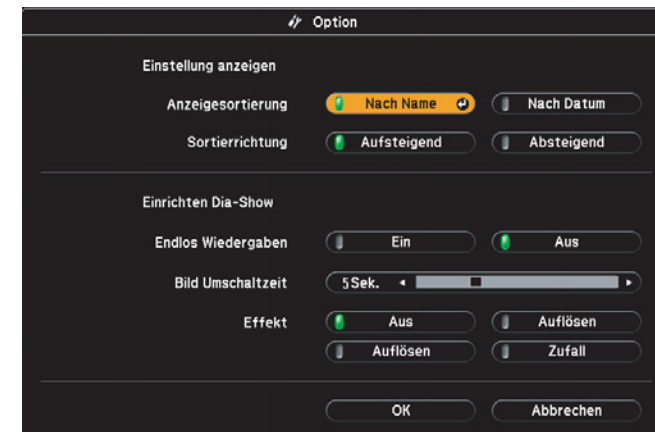 Option
Einstellung anzeigen
Anzeigesortierung Nach Name Nach Datum
Sortierrichtung Aufsteigend Absteigend
Einrichten Dia-Show
Endlos Wiedergaben Ein Aus
Bild Umschaltzeit 5Sek.
Effekt Aus Auflösen
Auflösen Zufall
OK Abbrechen